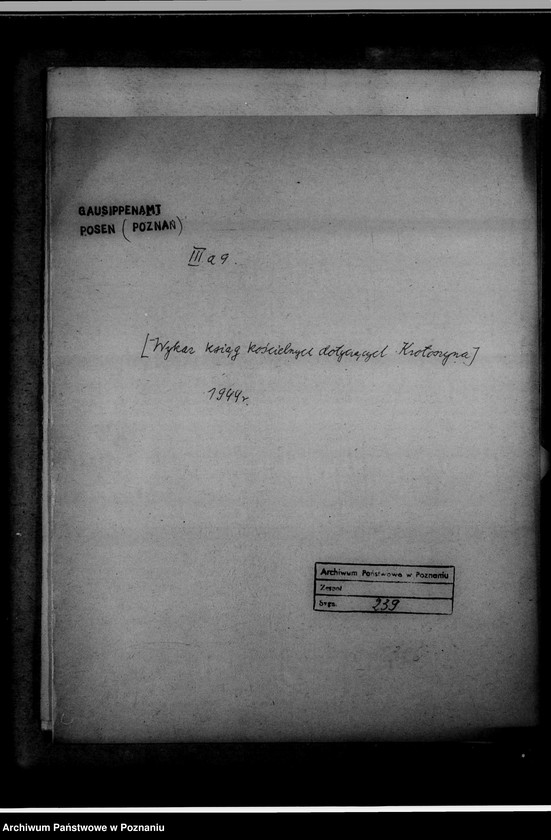 GAUSIPPENAMT
POSEN (POZNAŃ)
III a 9
[Wykaz ksiąg kościelnych dotyczących Krotoszyna]
1944 r.
Archiwum Państwowe w Poznaniu
Zespół
Sygn. 239
Archiwum Państwowe w Poznaniu